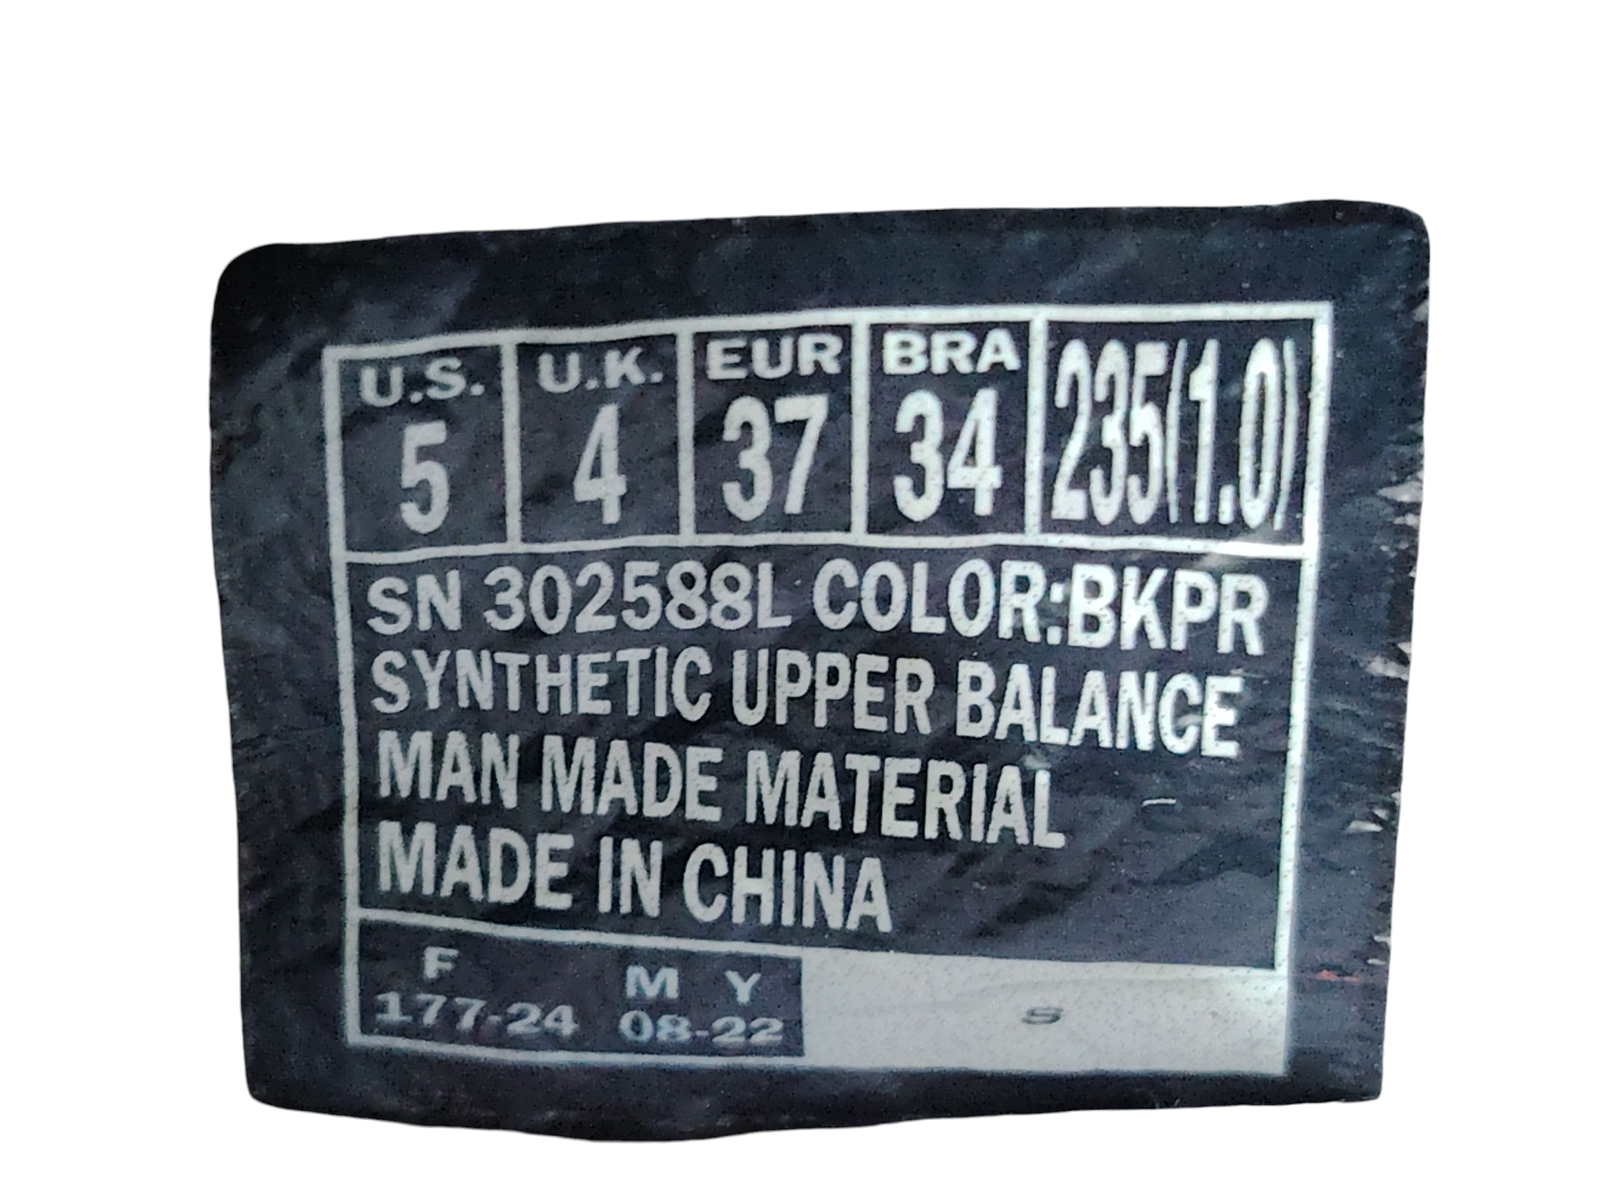 U.S. U.K. EUR BRA 235(1.0)
5 4 37 34
SN 302588L COLOR:BKPR
SYNTHETIC UPPER BALANCE
MAN MADE MATERIAL
MADE IN CHINA
F M Y
177-24 08-22
S